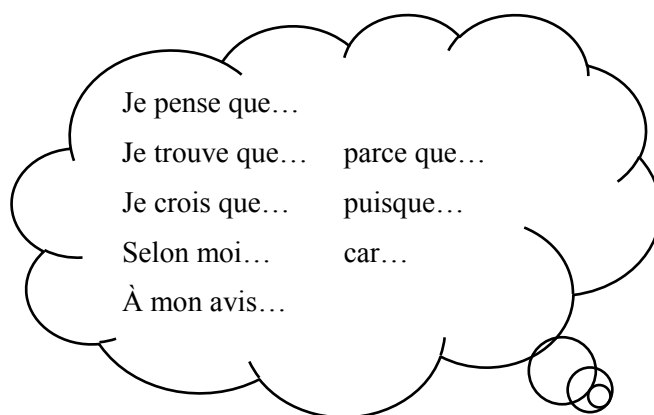 Je pense que…
Je trouve que… parce que…
Je crois que… puisque…
Selon moi… car…
À mon avis…